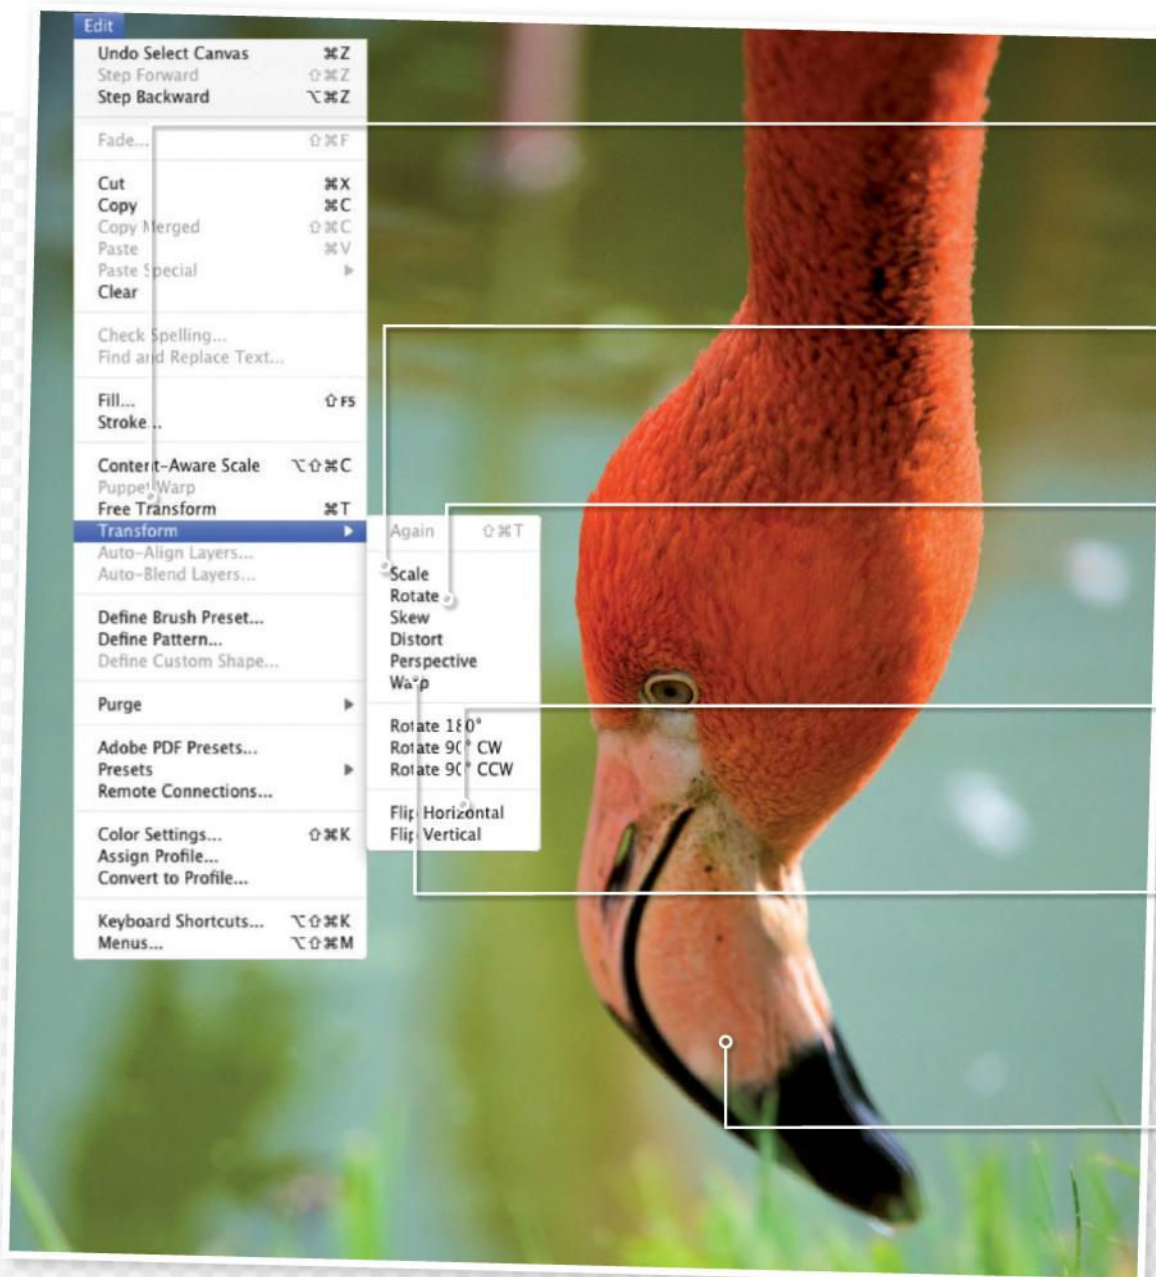 Edit
Undo Select Canvas ⌘Z
Step Forward ⇧⌘Z
Step Backward ⌥⌘Z
Fade... ⇧⌘F
Cut ⌘X
Copy ⌘C
Copy Merged ⇧⌘C
Paste ⌘V
Paste Special ▶
Clear
Check Spelling...
Find and Replace Text...
Fill... ⇧F5
Stroke...
Content-Aware Scale ⌥⇧⌘C
Puppet Warp
Free Transform ⌘T
Transform ▶
Auto-Align Layers...
Auto-Blend Layers...
Define Brush Preset...
Define Pattern...
Define Custom Shape...
Purge ▶
Adobe PDF Presets...
Presets ▶
Remote Connections...
Color Settings... ⇧⌘K
Assign Profile...
Convert to Profile...
Keyboard Shortcuts... ⌥⇧⌘K
Menus... ⌥⇧⌘M
Again ⇧⌘T
Scale
Rotate
Skew
Distort
Perspective
Warp
Rotate 180°
Rotate 90° CW
Rotate 90° CCW
Flip Horizontal
Flip Vertical